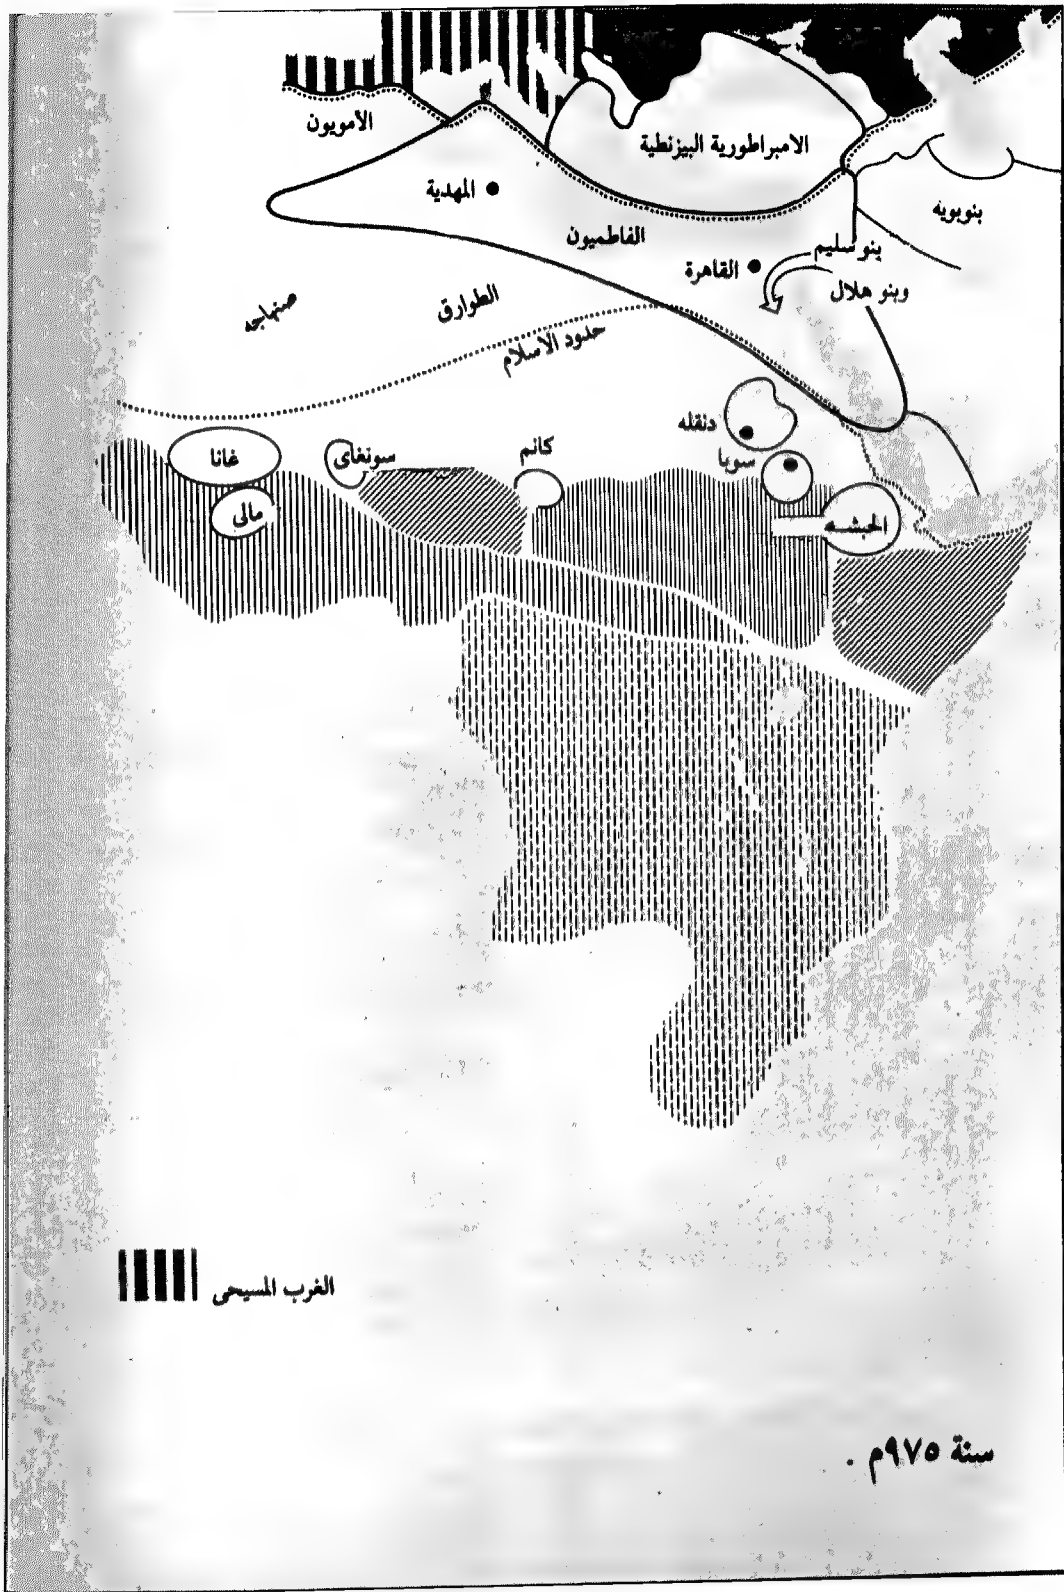 الأمويون
الامبراطورية البيزنطية
المهدية
بنوبويه
الفاطميون
بنو سليم
القاهرة
وبنو هلال
الطوارق
صنهاجه
حدود الاسلام
دنقله
كانم
سونغاى
غانا
سوبا
مالى
الحبشه
الغرب المسيحى
سنة ٩٧٥م .